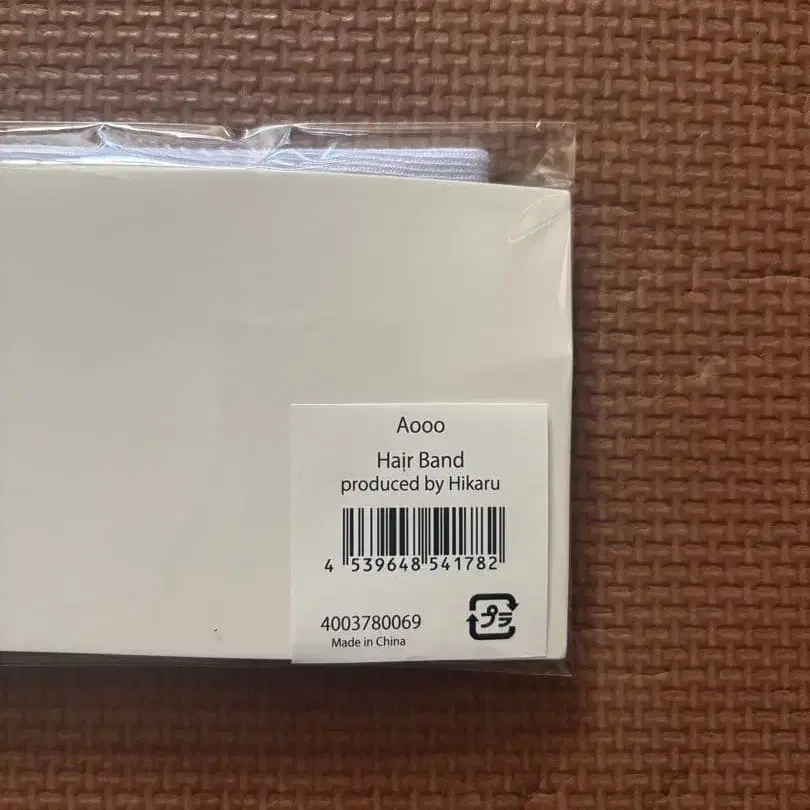 Aooo
Hair Band
produced by Hikaru
4 539648 541782
4003780069
Made in China
プラ